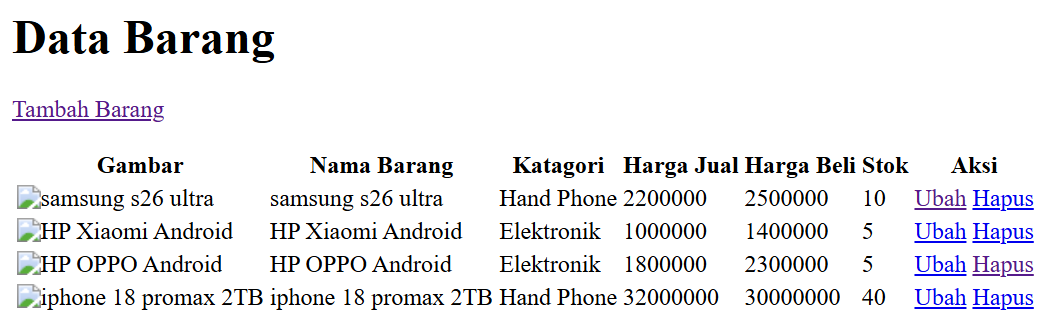 Data Barang
Tambah Barang
Gambar Nama Barang Katagori Harga Jual Harga Beli Stok Aksi
samsung s26 ultra samsung s26 ultra Hand Phone 2200000 2500000 10 Ubah Hapus
HP Xiaomi Android HP Xiaomi Android Elektronik 1000000 1400000 5 Ubah Hapus
HP OPPO Android HP OPPO Android Elektronik 1800000 2300000 5 Ubah Hapus
iphone 18 promax 2TB iphone 18 promax 2TB Hand Phone 32000000 30000000 40 Ubah Hapus